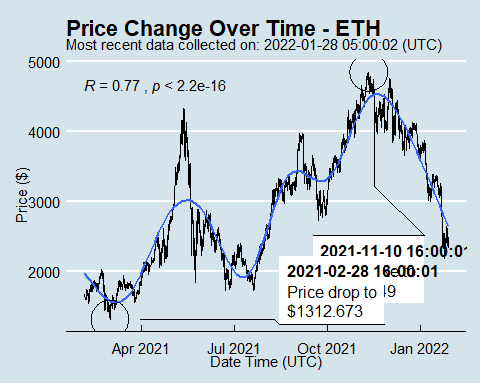 Price Change Over Time - ETH
Most recent data collected on: 2022-01-28 05:00:02 (UTC)
R = 0.77 , p < 2.2e-16
5000
4000
3000
2000
Price ($)
2021-11-10 16:00:01
2021-02-28 16:00:01
Price drop to
49
$1312.673
Apr 2021
Jul 2021
Oct 2021
Jan 2022
Date Time (UTC)